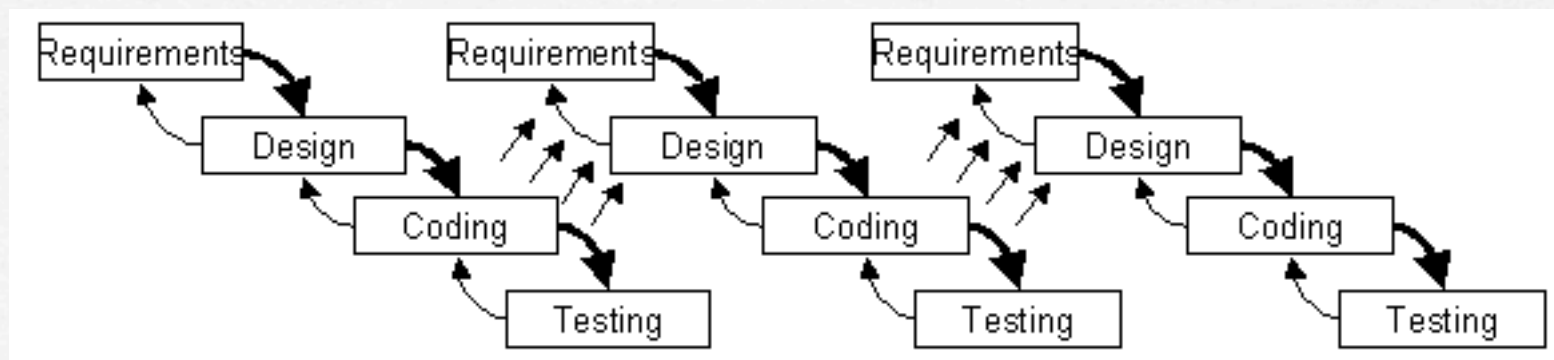 Requirements
Design
Coding
Testing
Requirements
Design
Coding
Testing
Requirements
Design
Coding
Testing